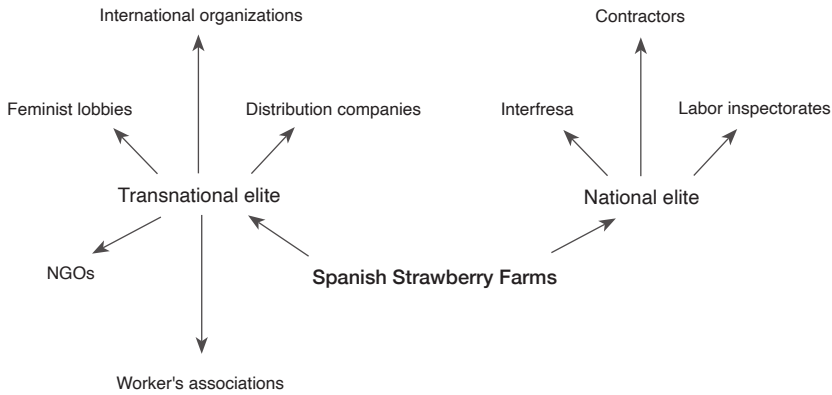 International organizations
Contractors
Feminist lobbies
Distribution companies
Interfresa
Labor inspectorates
Transnational elite
National elite
NGOs
Spanish Strawberry Farms
Worker's associations